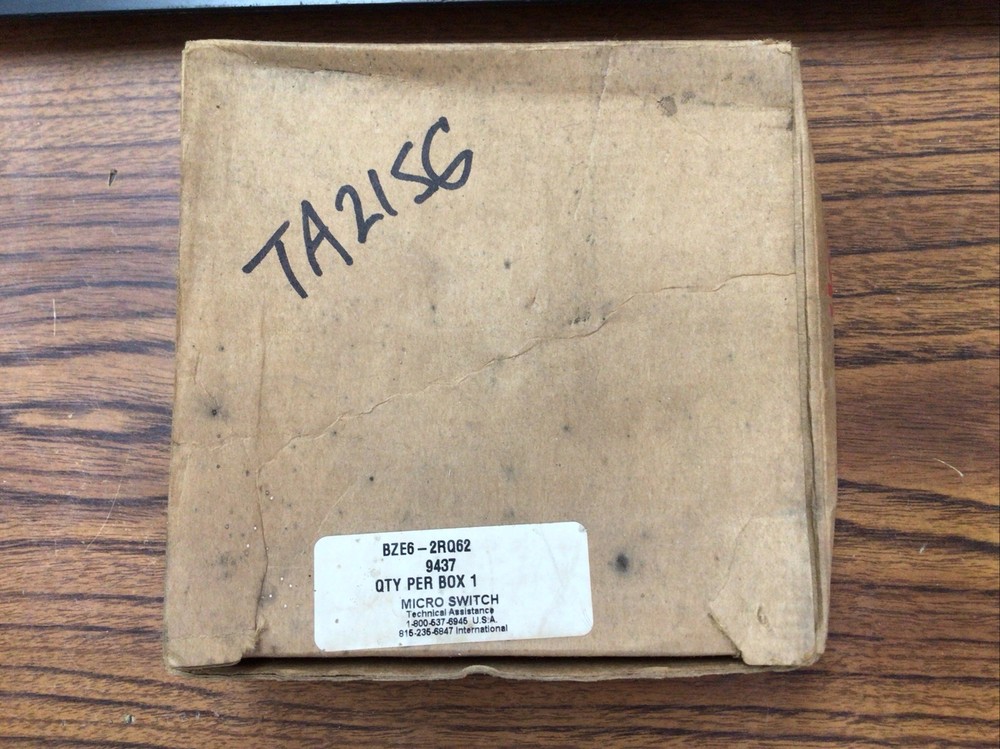 TA2156
BZE6-2RQ62
9437
QTY PER BOX 1
MICRO SWITCH
Technical Assistance
1-800-537-6945 U.S.A.
815-235-6847 International